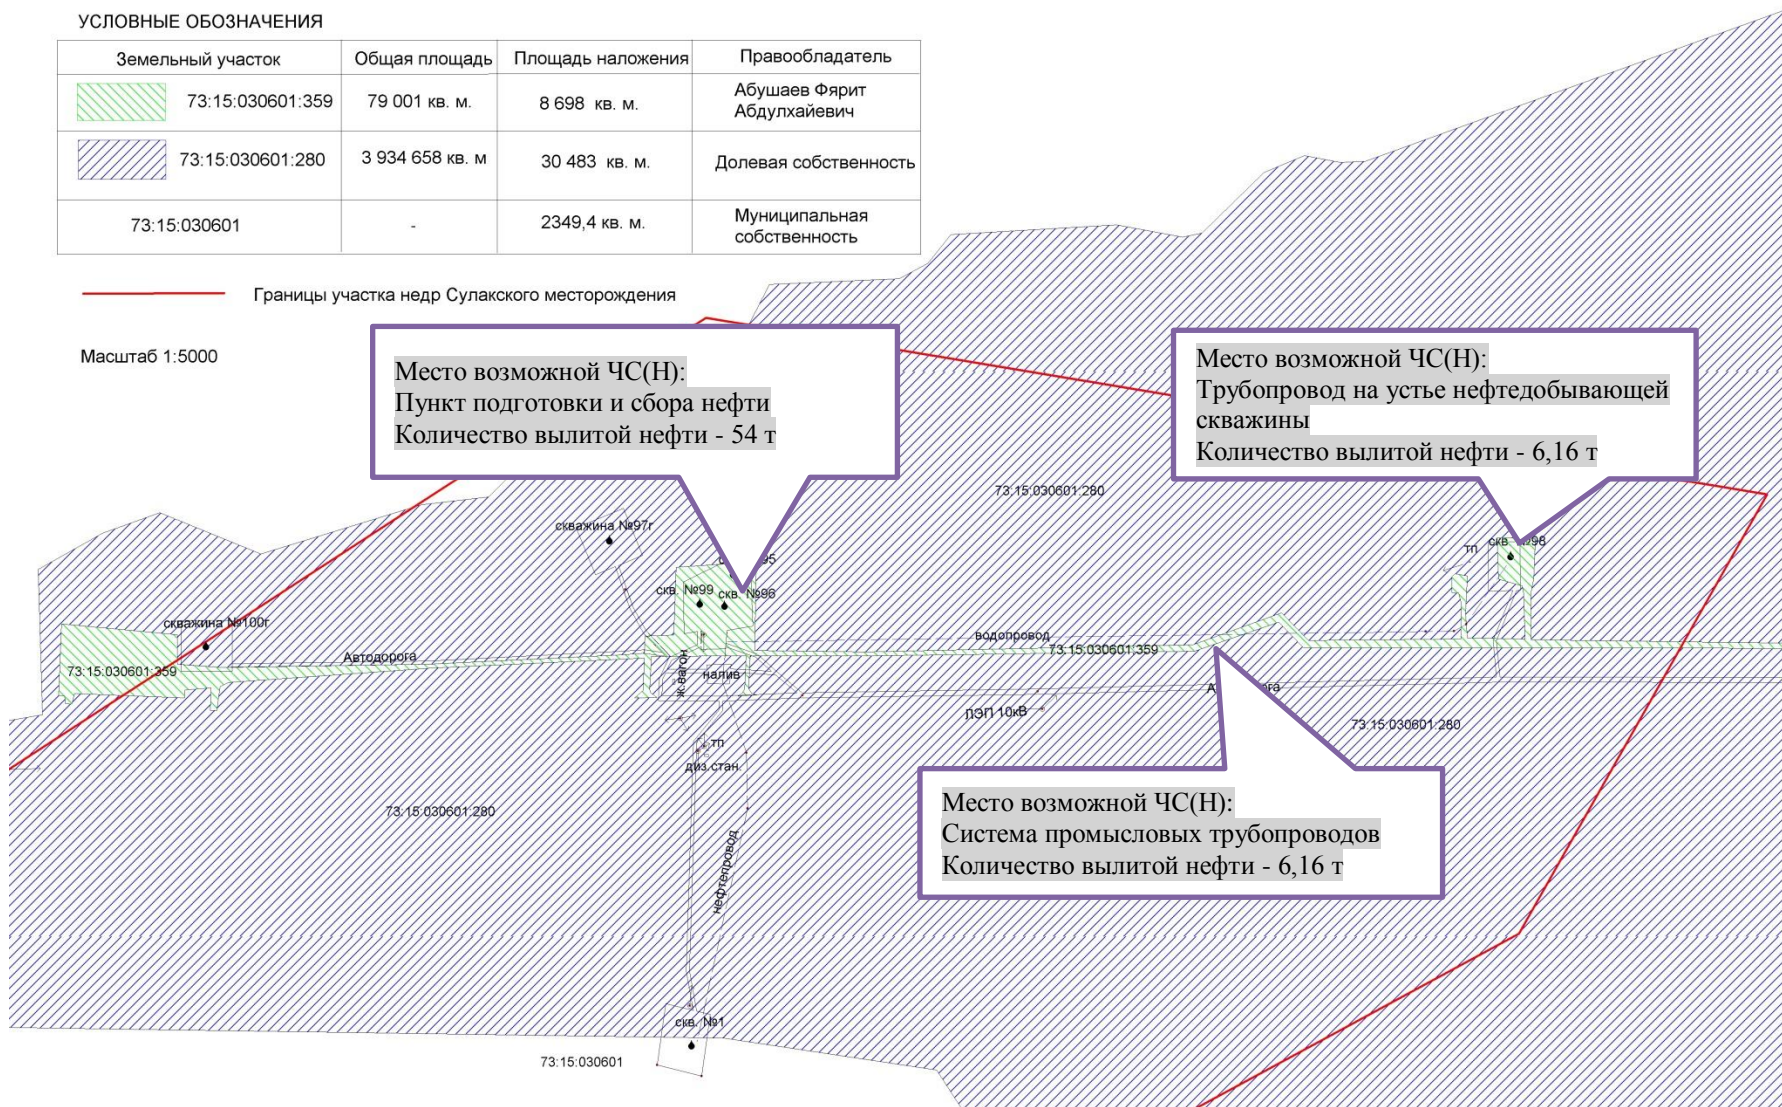 УСЛОВНЫЕ ОБОЗНАЧЕНИЯ
Земельный участок Общая площадь Площадь наложения Правообладатель
73:15:030601:359 79 001 кв. м. 8 698 кв. м. Абушаев Фярит
Абдулхайевич
73:15:030601:280 3 934 658 кв. м 30 483 кв. м. Долевая собственность
73:15:030601 - 2349,4 кв. м. Муниципальная
собственность
Границы участка недр Сулакского месторождения
Масштаб 1:5000
Место возможной ЧС(Н):
Пункт подготовки и сбора нефти
Количество вылитой нефти - 54 т
Место возможной ЧС(Н):
Трубопровод на устье нефтедобывающей
скважины
Количество вылитой нефти - 6,16 т
73:15:030601:280
скважина №97г
скв. №99
скв. №96
тп
скв. №98
скважина №100г
73:15:030601:359
Автодорога
водопровод
73:15:030601:359
ж.вагон
налив
ЛЭП 10кВ
73:15:030601:280
тп
диз.стан.
73:15:030601:280
нефтепровод
Место возможной ЧС(Н):
Система промысловых трубопроводов
Количество вылитой нефти - 6,16 т
скв. №1
73:15:030601